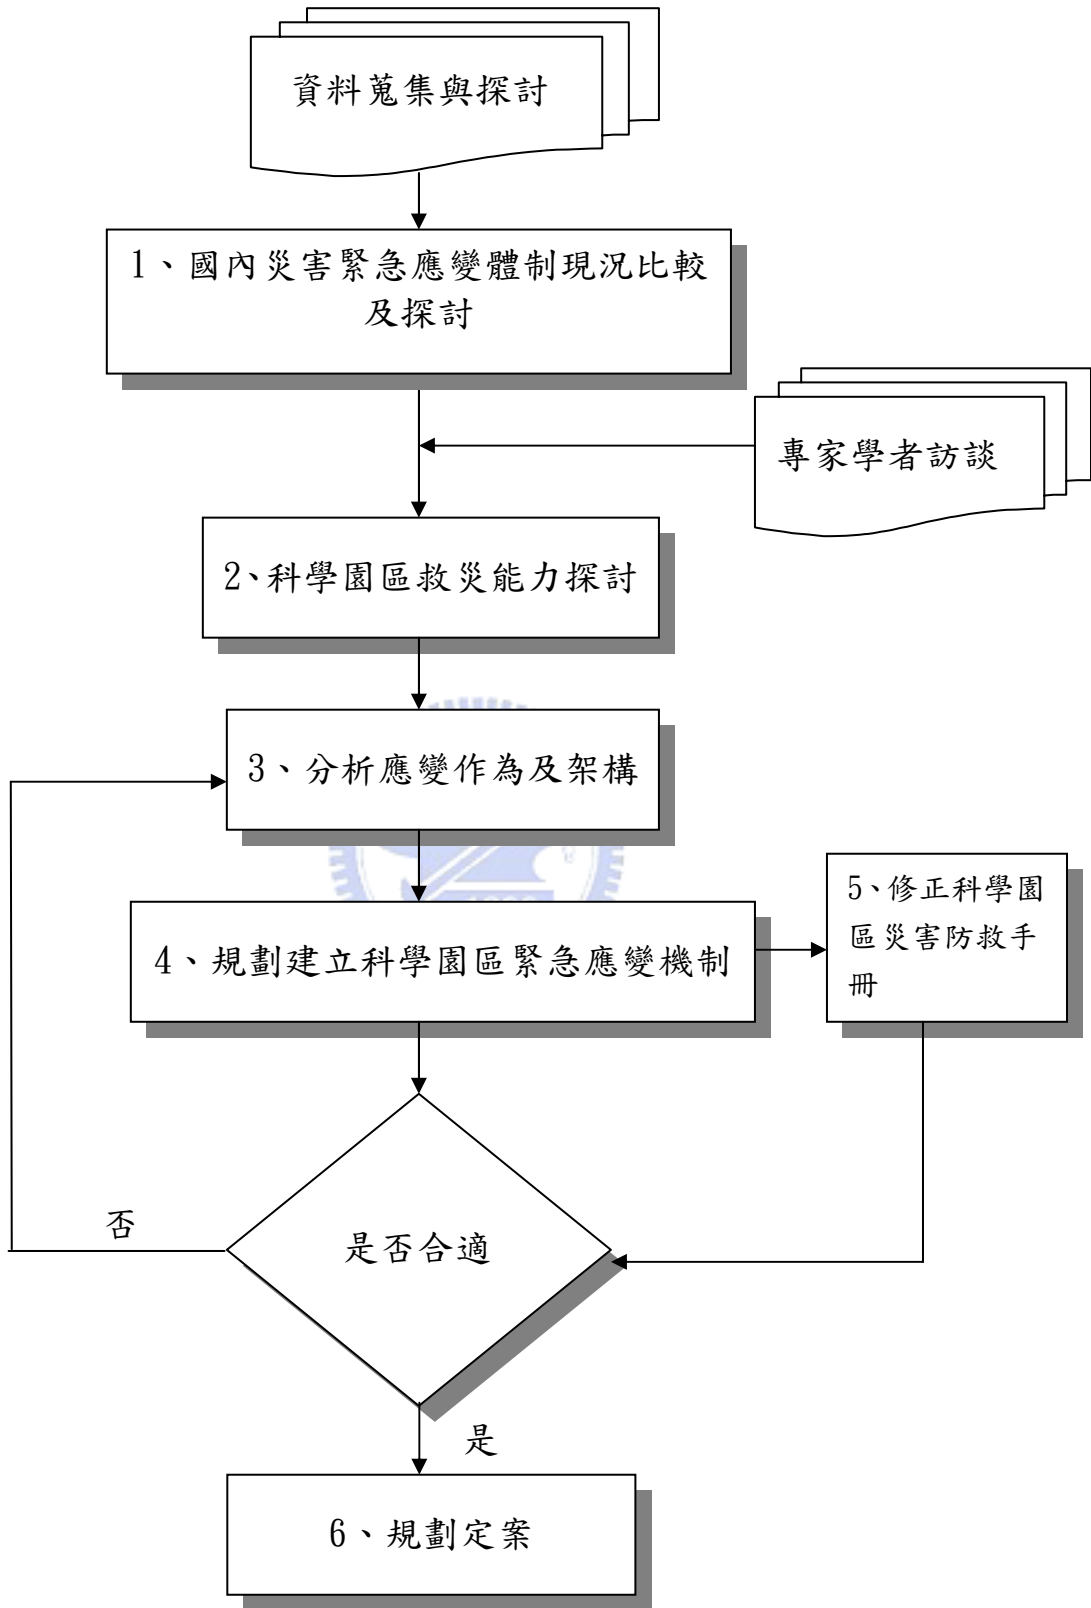 資料蒐集與探討
1、國內災害緊急應變體制現況比較
及探討
專家學者訪談
2、科學園區救災能力探討
3、分析應變作為及架構
4、規劃建立科學園區緊急應變機制
5、修正科學園
區災害防救手
冊
否
是否合適
是
6、規劃定案